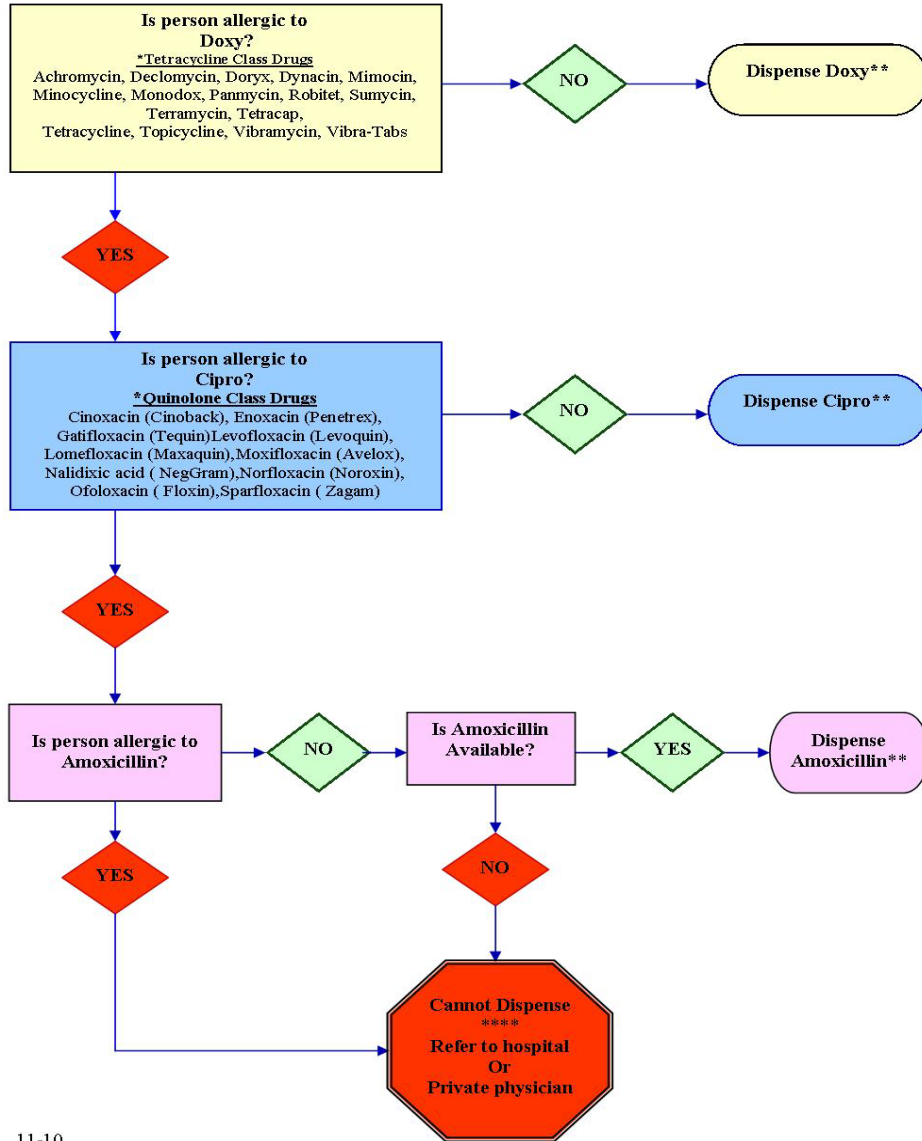 Is person allergic to
Doxy?
*Tetracycline Class Drugs
Achromycin, Declomycin, Doryx, Dynacin, Mimocin,
Minocycline, Monodox, Panmycin, Robitet, Sumycin,
Terramycin, Tetracap,
Tetracycline, Topicycline, Vibramycin, Vibra-Tabs
NO
Dispense Doxy**
YES
Is person allergic to
Cipro?
*Quinolone Class Drugs
Cinoxacin (Cinoback), Enoxacin (Penetrex),
Gatifloxacin (Tequin)Levofloxacin (Levoquin),
Lomefloxacin (Maxaquin),Moxifloxacin (Avelox),
Nalidixic acid ( NegGram),Norfloxacin (Noroxin),
Ofoloxacin ( Floxin),Sparfloxacin ( Zagam)
NO
Dispense Cipro**
YES
Is person allergic to
Amoxicillin?
NO
Is Amoxicillin
Available?
YES
Dispense
Amoxicillin**
YES
NO
Cannot Dispense
****
Refer to hospital
Or
Private physician
11-10